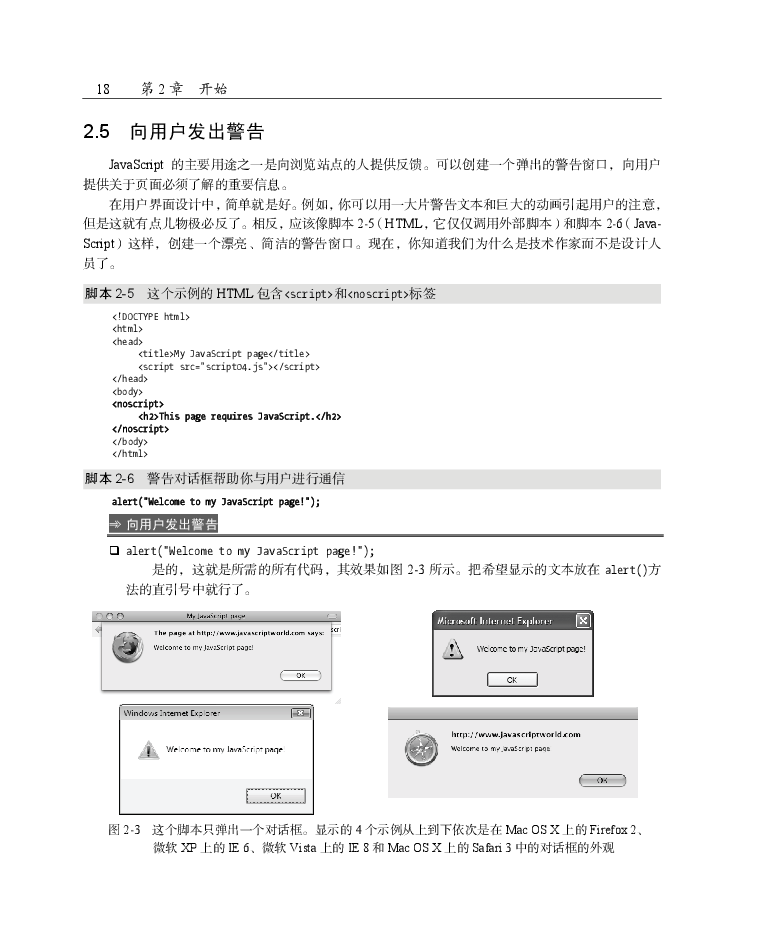 18 第 2 章 开始
2.5 向用户发出警告
JavaScript 的主要用途之一是向浏览站点的人提供反馈。可以创建一个弹出的警告窗口，向用户
提供关于页面必须了解的重要信息。
在用户界面设计中，简单就是好。例如，你可以用一大片警告文本和巨大的动画引起用户的注意，
但是这就有点儿物极必反了。相反，应该像脚本 2-5（HTML，它仅仅调用外部脚本）和脚本 2-6（Java-
Script）这样，创建一个漂亮、简洁的警告窗口。现在，你知道我们为什么是技术作家而不是设计人
员了。
脚本 2-5 这个示例的 HTML 包含<script>和<noscript>标签
<!DOCTYPE html>
<html>
<head>
<title>My JavaScript page</title>
<script src="script04.js"></script>
</head>
<body>
<noscript>
<h2>This page requires JavaScript.</h2>
</noscript>
</body>
</html>
脚本 2-6 警告对话框帮助你与用户进行通信
alert("Welcome to my JavaScript page!");
向用户发出警告
alert("Welcome to my JavaScript page!");
是的，这就是所需的所有代码，其效果如图 2-3 所示。把希望显示的文本放在 alert()方
法的直引号中就行了。
My JavaScript page
The page at http://www.javascriptworld.com says:
Welcome to my JavaScript page!
OK
Microsoft Internet Explorer
Welcome to my JavaScript page!
OK
Windows Internet Explorer
Welcome to my JavaScript page!
OK
http://www.javascriptworld.com
Welcome to my JavaScript page
OK
图 2-3 这个脚本只弹出一个对话框。显示的 4 个示例从上到下依次是在 Mac OS X 上的 Firefox 2、
微软 XP 上的 IE 6、微软 Vista 上的 IE 8 和 Mac OS X 上的 Safari 3 中的对话框的外观